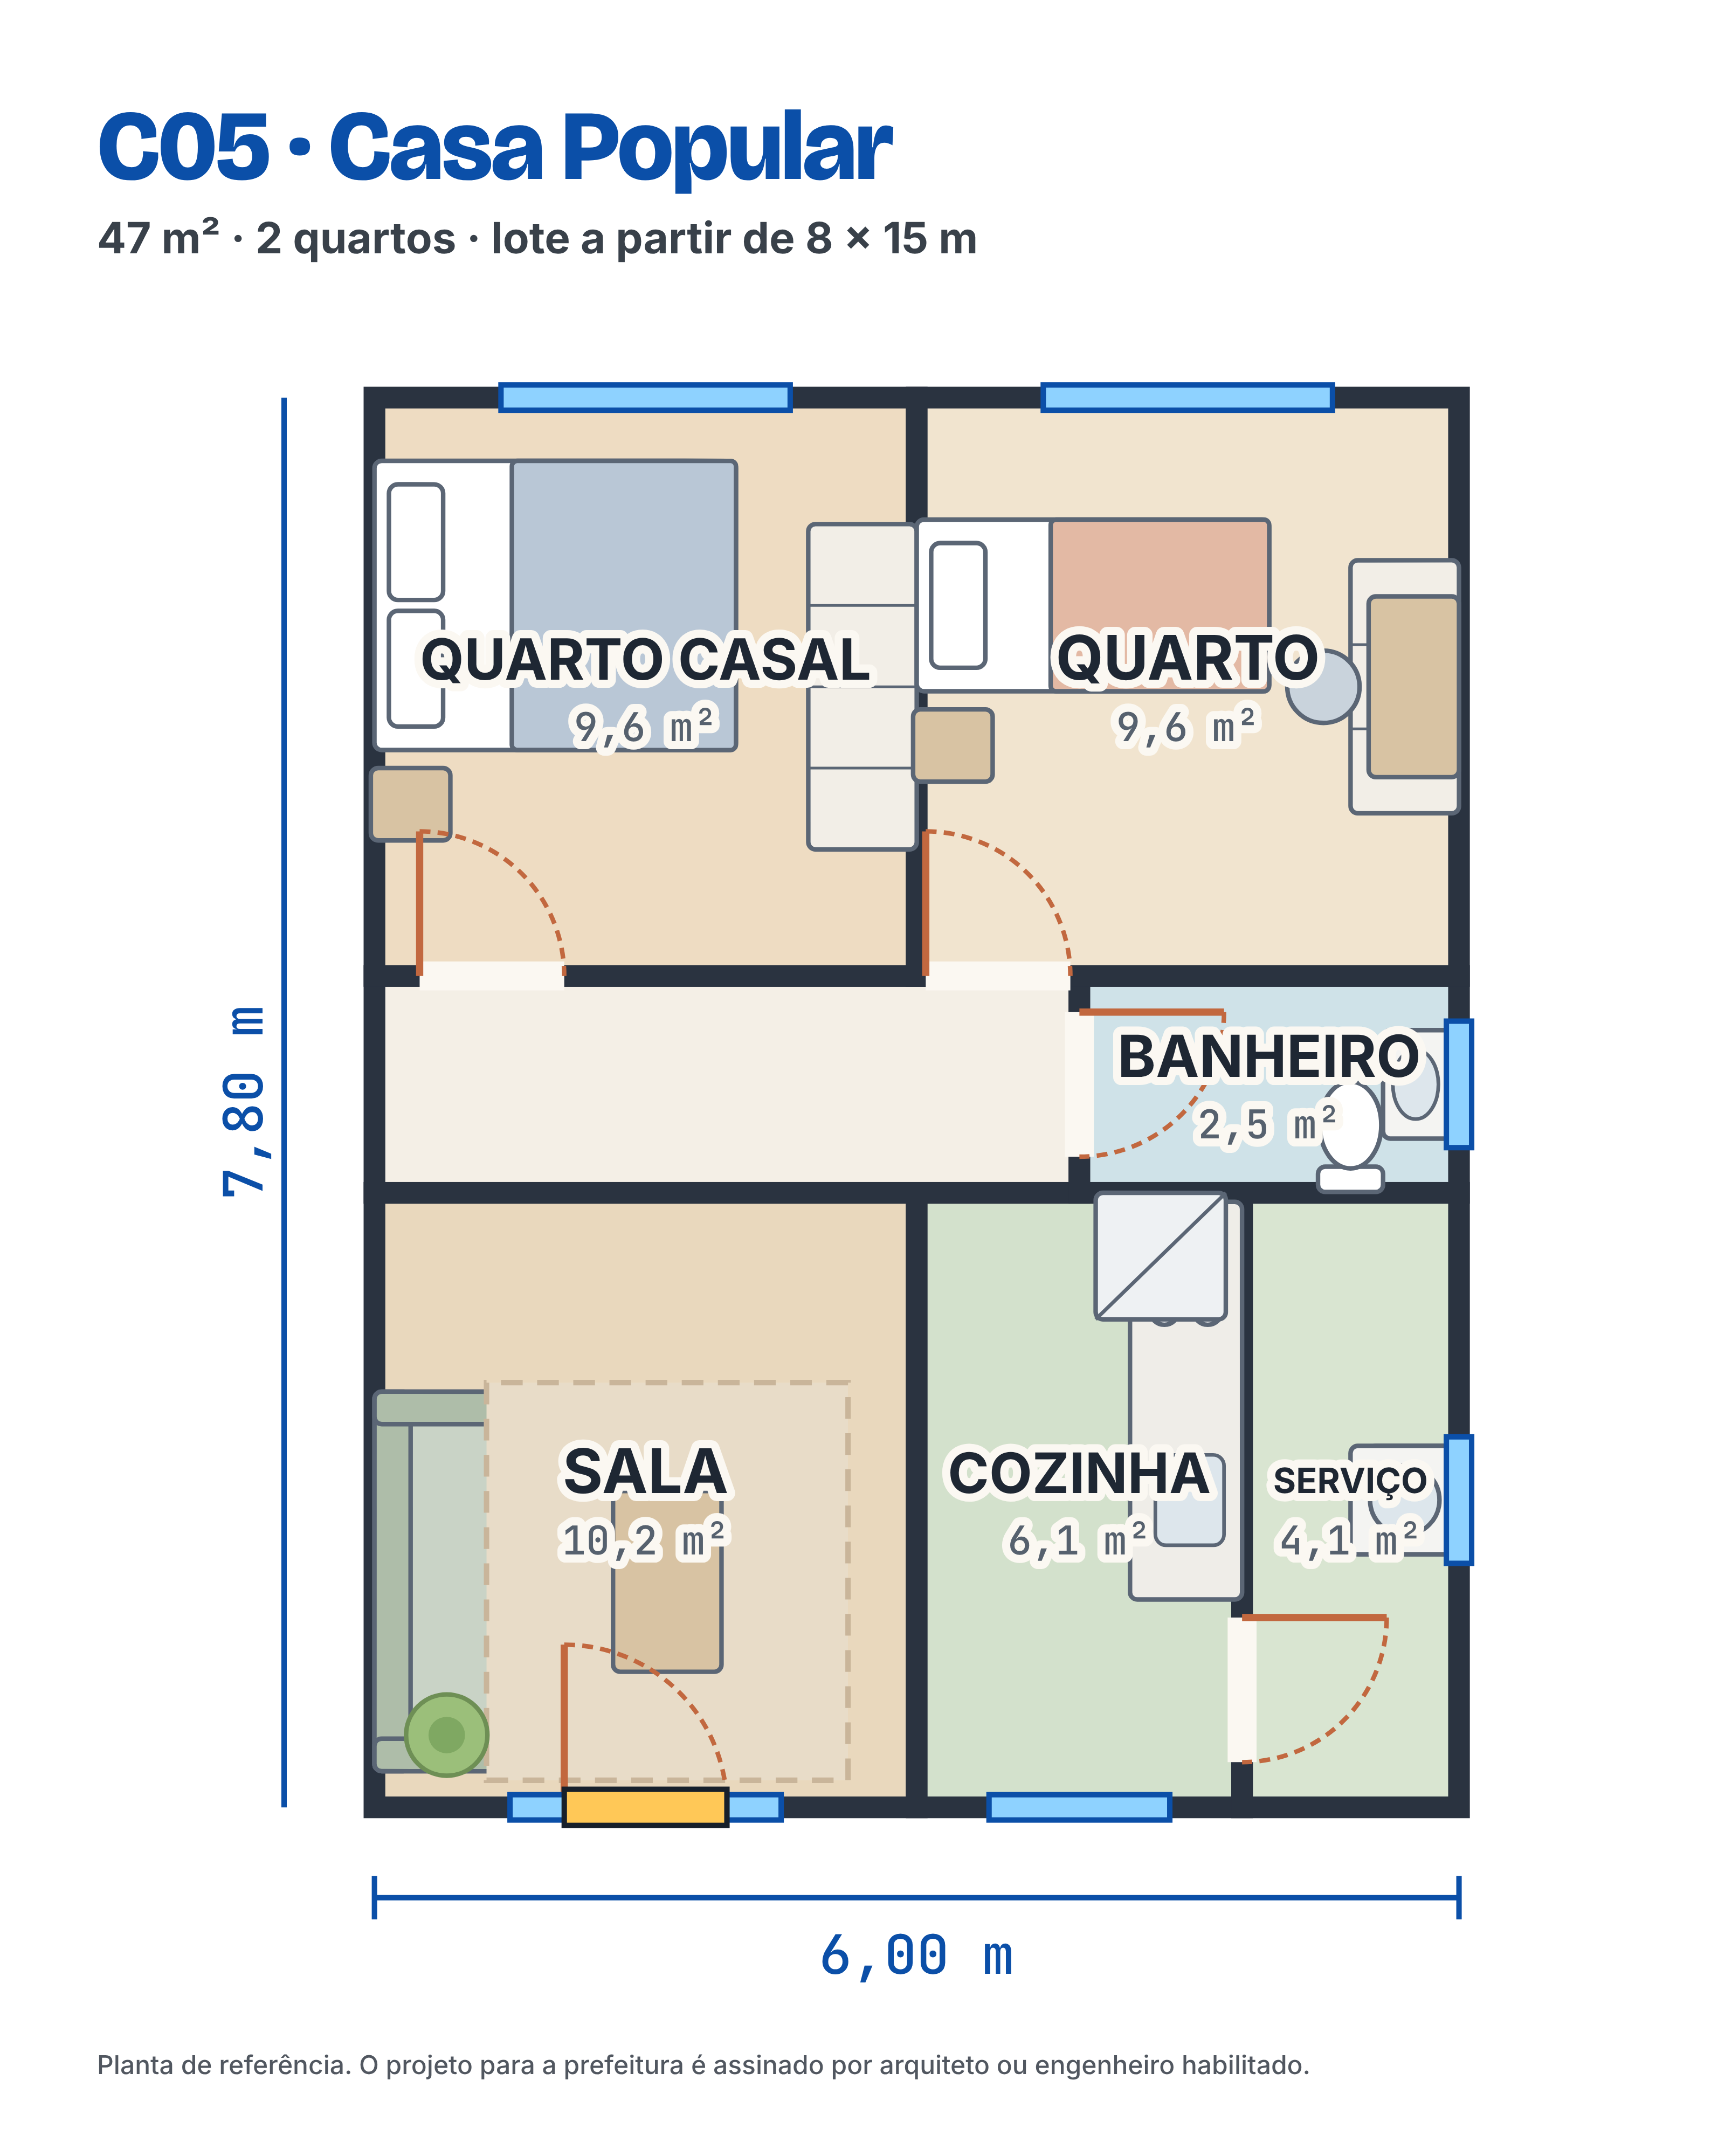 C05 · Casa Popular
47 m² · 2 quartos · lote a partir de 8 × 15 m
QUARTO CASAL
9,6 m²
QUARTO
9,6 m²
7,80 m
BANHEIRO
2,5 m²
SALA
10,2 m²
COZINHA
6,1 m²
SERVIÇO
4,1 m²
6,00 m
Planta de referência. O projeto para a prefeitura é assinado por arquiteto ou engenheiro habilitado.